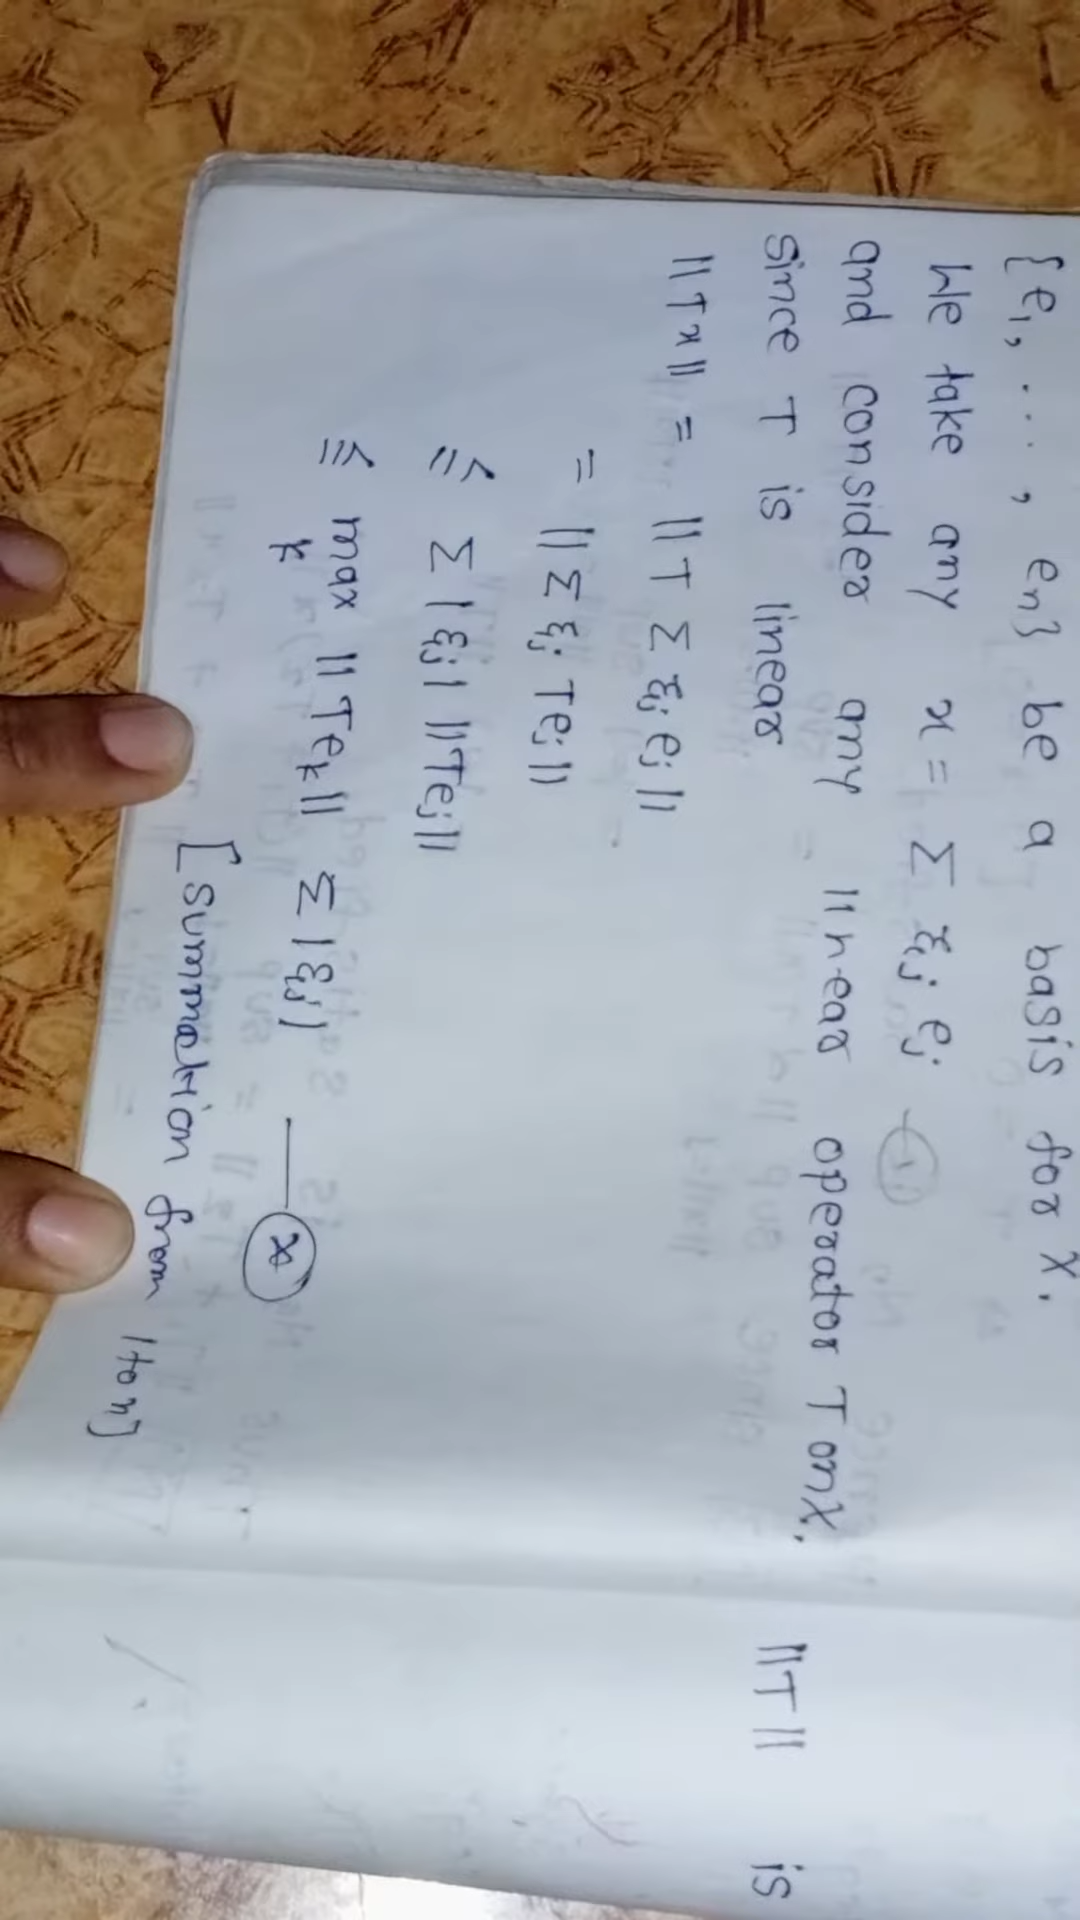 {e1, ..., en} be a basis for X.
We take any x = Σ ξj ej —(1)
and consider any linear operator T on X.
since T is linear
||Tx|| = || T Σ ξj ej ||
= || Σ ξj Tej ||
≤ Σ |ξj| ||Tej||
≤ max ||Tek|| Σ |ξj| —(*)
k
[summation from 1 to n]
||T|| is